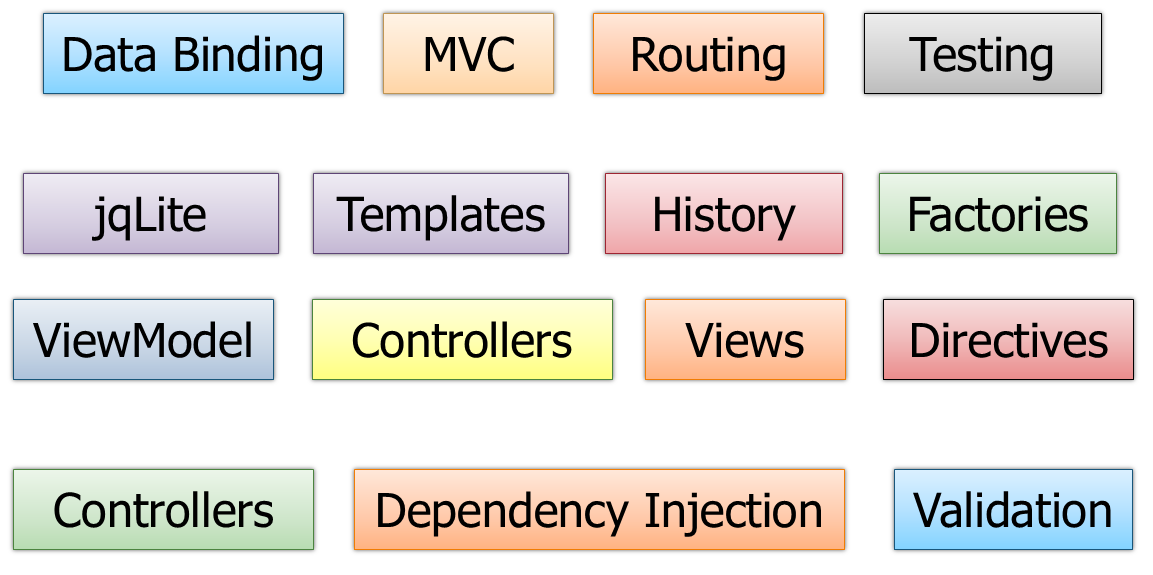 Data Binding
MVC
Routing
Testing
jqLite
Templates
History
Factories
ViewModel
Controllers
Views
Directives
Controllers
Dependency Injection
Validation